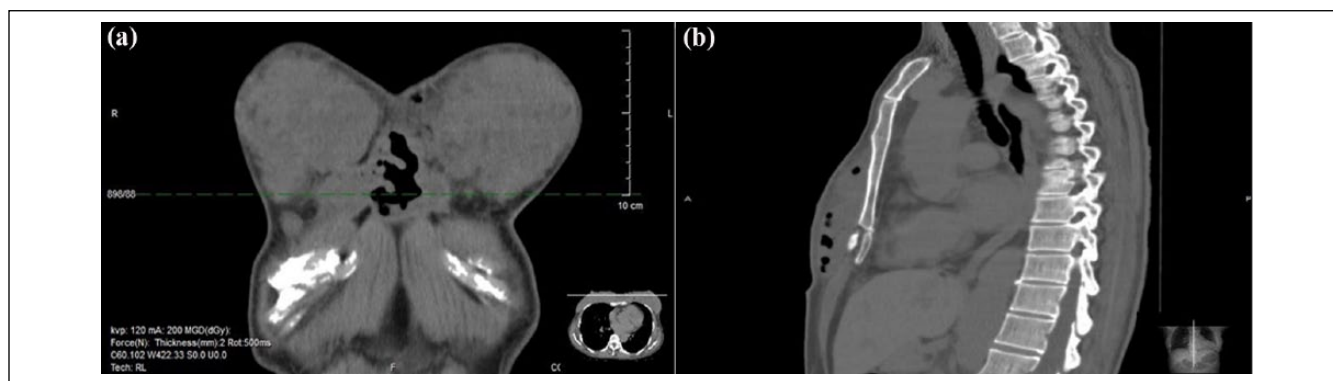 (a)
R
L
898/88
10 cm
kvp: 120 mA: 200 MGD(dGy):
Force(N): Thickness(mm):2 Rot:500ms
C60.102 W422.33 S0.0 U0.0
Tech: RL
F
(b)
A
P